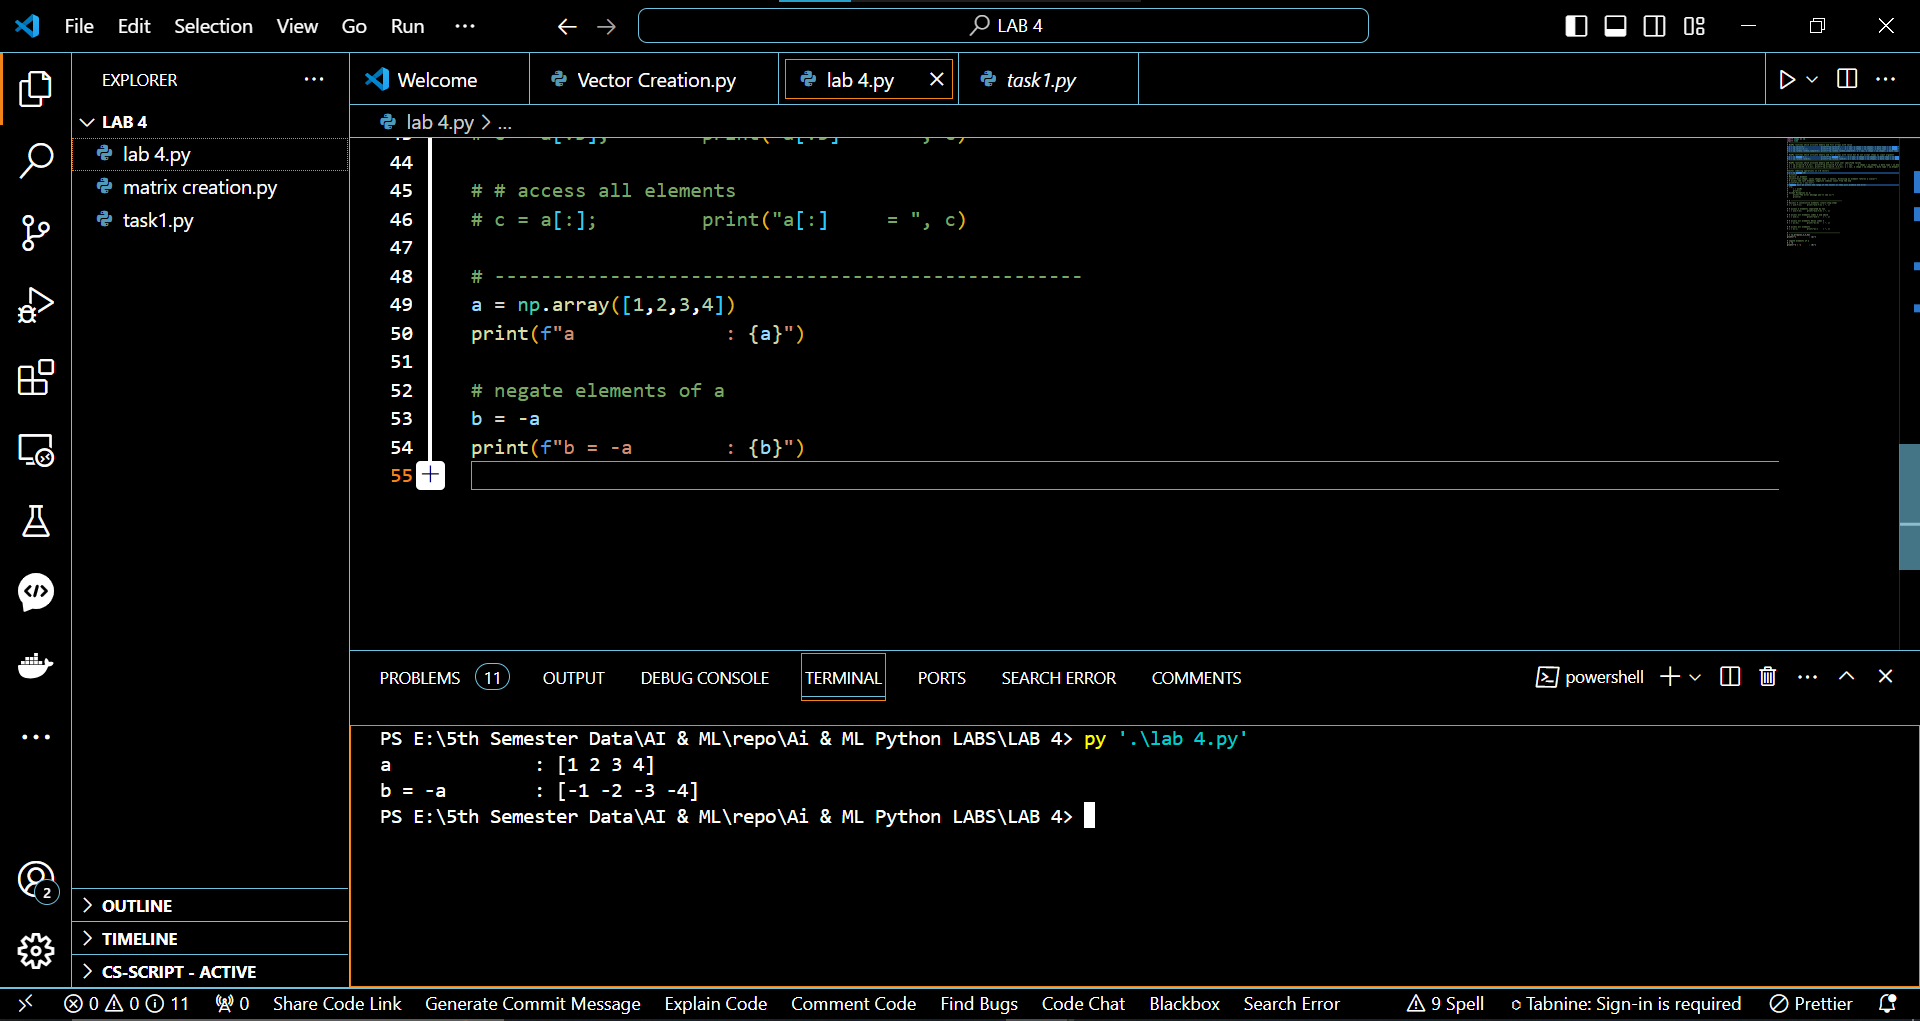 File Edit Selection View Go Run ··· LAB 4
EXPLORER ···
Welcome Vector Creation.py lab 4.py task1.py
LAB 4
lab 4.py
matrix creation.py
task1.py
OUTLINE
TIMELINE
CS-SCRIPT - ACTIVE
2
lab 4.py > ...
44
45 # # access all elements
46 # c = a[:]; print("a[:] = ", c)
47
48 # ---------------------------------------------------
49 a = np.array([1,2,3,4])
50 print(f"a : {a}")
51
52 # negate elements of a
53 b = -a
54 print(f"b = -a : {b}")
55
PROBLEMS 11 OUTPUT DEBUG CONSOLE TERMINAL PORTS SEARCH ERROR COMMENTS powershell
PS E:\5th Semester Data\AI & ML\repo\Ai & ML Python LABS\LAB 4> py '.\lab 4.py'
a : [1 2 3 4]
b = -a : [-1 -2 -3 -4]
PS E:\5th Semester Data\AI & ML\repo\Ai & ML Python LABS\LAB 4>
0 0 11 0 Share Code Link Generate Commit Message Explain Code Comment Code Find Bugs Code Chat Blackbox Search Error 9 Spell Tabnine: Sign-in is required Prettier